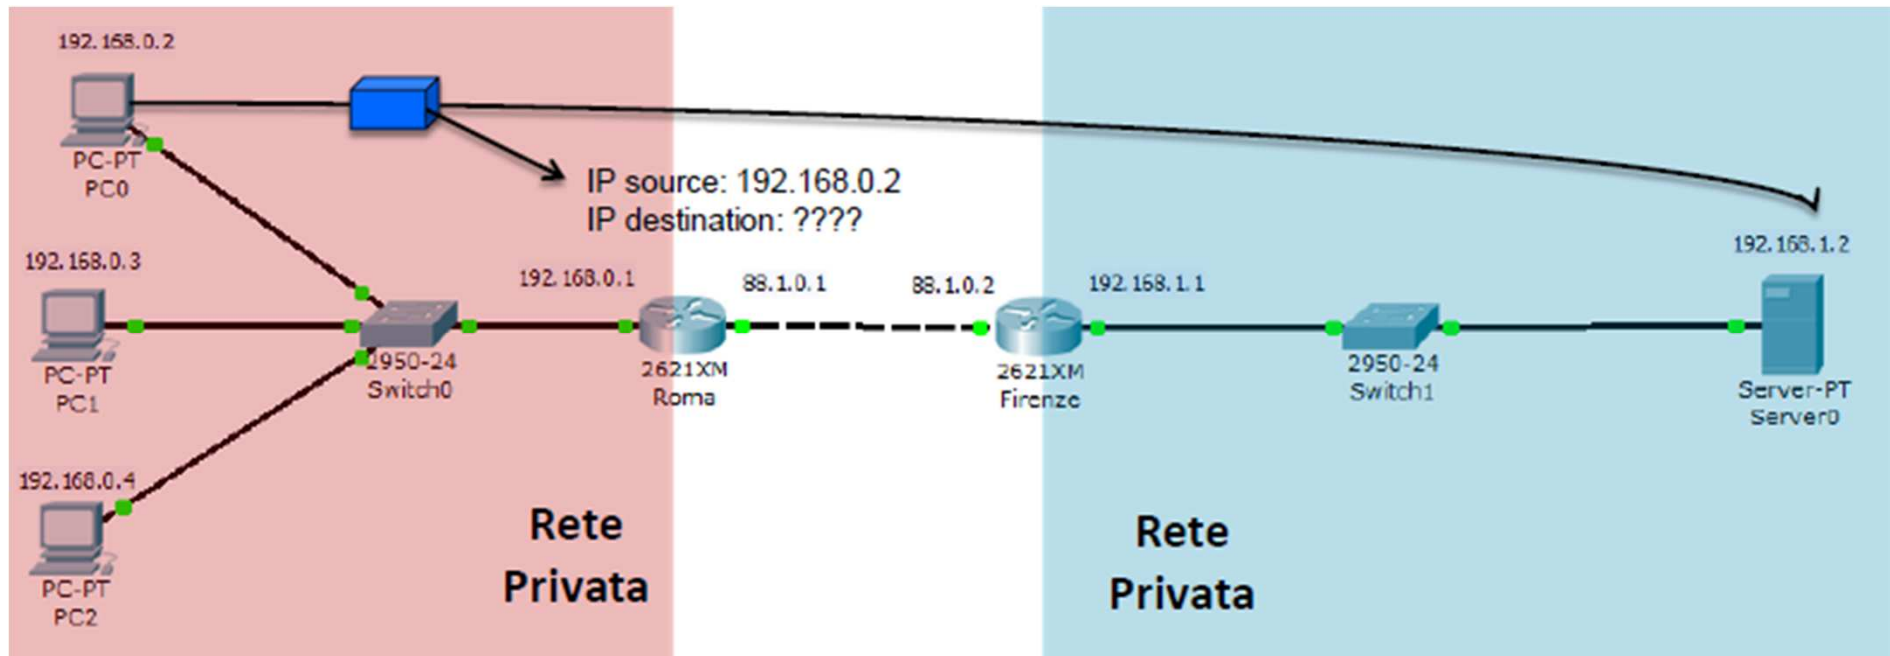 192.168.0.2
PC-PT
PC0
IP source: 192.168.0.2
IP destination: ????
192.168.1.2
192.168.0.3
PC-PT
PC1
192.168.0.1
88.1.0.1
88.1.0.2
192.168.1.1
2950-24
Switch0
2621XM
Roma
2621XM
Firenze
2950-24
Switch1
Server-PT
Server0
192.168.0.4
PC-PT
PC2
Rete
Privata
Rete
Privata